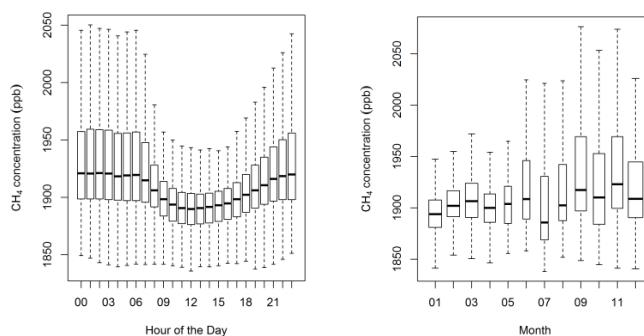 CH₄ concentration (ppb)
2050
2000
1950
1900
1850
00 03 06 09 12 15 18 21
Hour of the Day
CH₄ concentration (ppb)
2050
2000
1950
1900
1850
01 03 05 07 09 11
Month